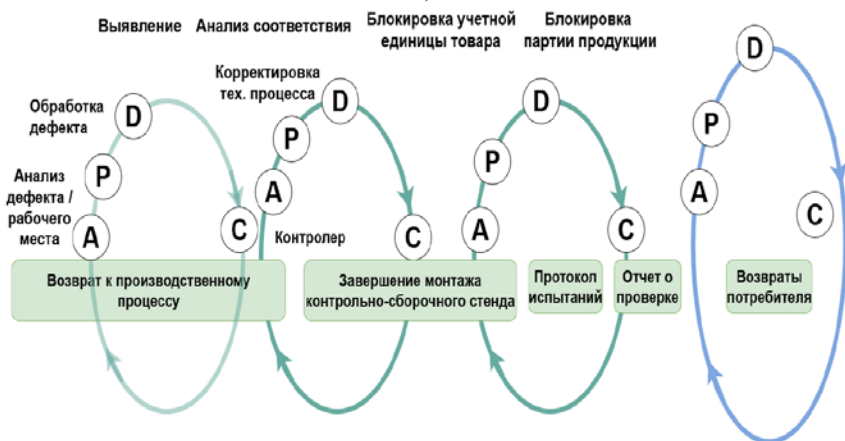 Выявление
Анализ соответствия
Блокировка учетной
единицы товара
Блокировка
партии продукции
Корректировка
тех. процесса
Обработка
дефекта
Анализ
дефекта /
рабочего
места
D
P
A
C
D
P
A
C
Контролер
D
P
A
C
D
P
A
C
Возврат к производственному
процессу
Завершение монтажа
контрольно-сборочного стенда
Протокол
испытаний
Отчет о
проверке
Возвраты
потребителя